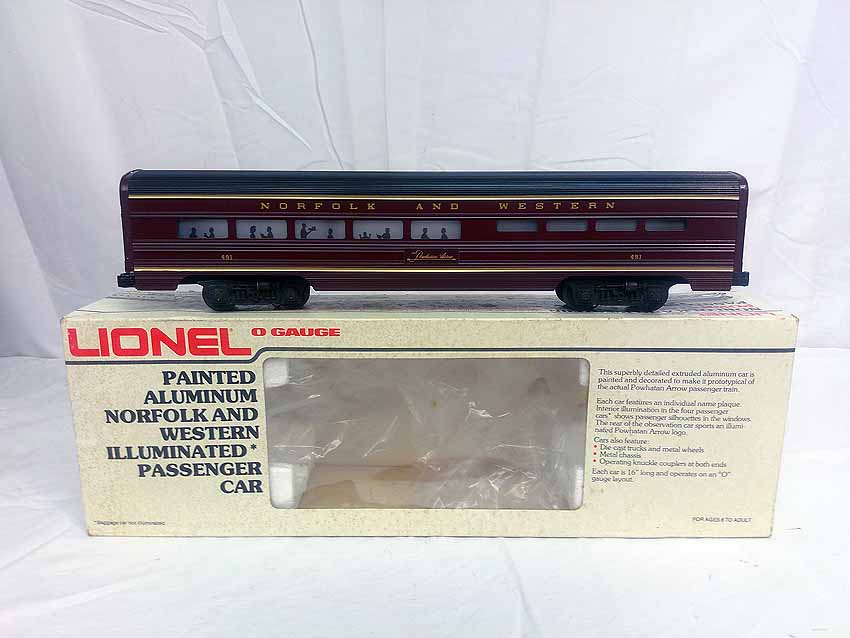 NORFOLK AND WESTERN
491
The Powhatan Arrow
491
LIONEL O GAUGE
PAINTED
ALUMINUM
NORFOLK AND
WESTERN
ILLUMINATED*
PASSENGER
CAR
*Baggage car not illuminated
This superbly detailed extruded aluminum car is
painted and decorated to make it prototypical of
the actual Powhatan Arrow passenger train.
Each car features an individual name plaque.
Interior illumination in the four passenger
cars* shows passenger silhouettes in the windows.
The rear of the observation car sports an illumi-
nated Powhatan Arrow logo.
Cars also feature:
• Die cast trucks and metal wheels
• Metal chassis
• Operating knuckle couplers at both ends
Each car is 16" long and operates on an "O"
gauge layout.
FOR AGES 8 TO ADULT